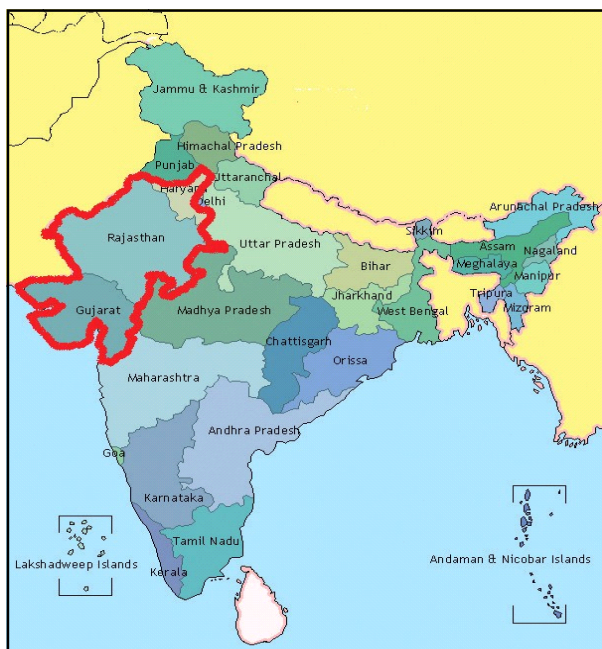 Jammu & Kashmir
Himachal Pradesh
Punjab
Uttaranchal
Haryana
Delhi
Arunachal Pradesh
Rajasthan
Uttar Pradesh
Sikkim
Assam
Nagaland
Bihar
Meghalaya
Manipur
Jharkhand
Tripura
Gujarat
Madhya Pradesh
West Bengal
Mizoram
Chattisgarh
Orissa
Maharashtra
Andhra Pradesh
Goa
Karnataka
Tamil Nadu
Andaman & Nicobar Islands
Lakshadweep Islands
Kerala